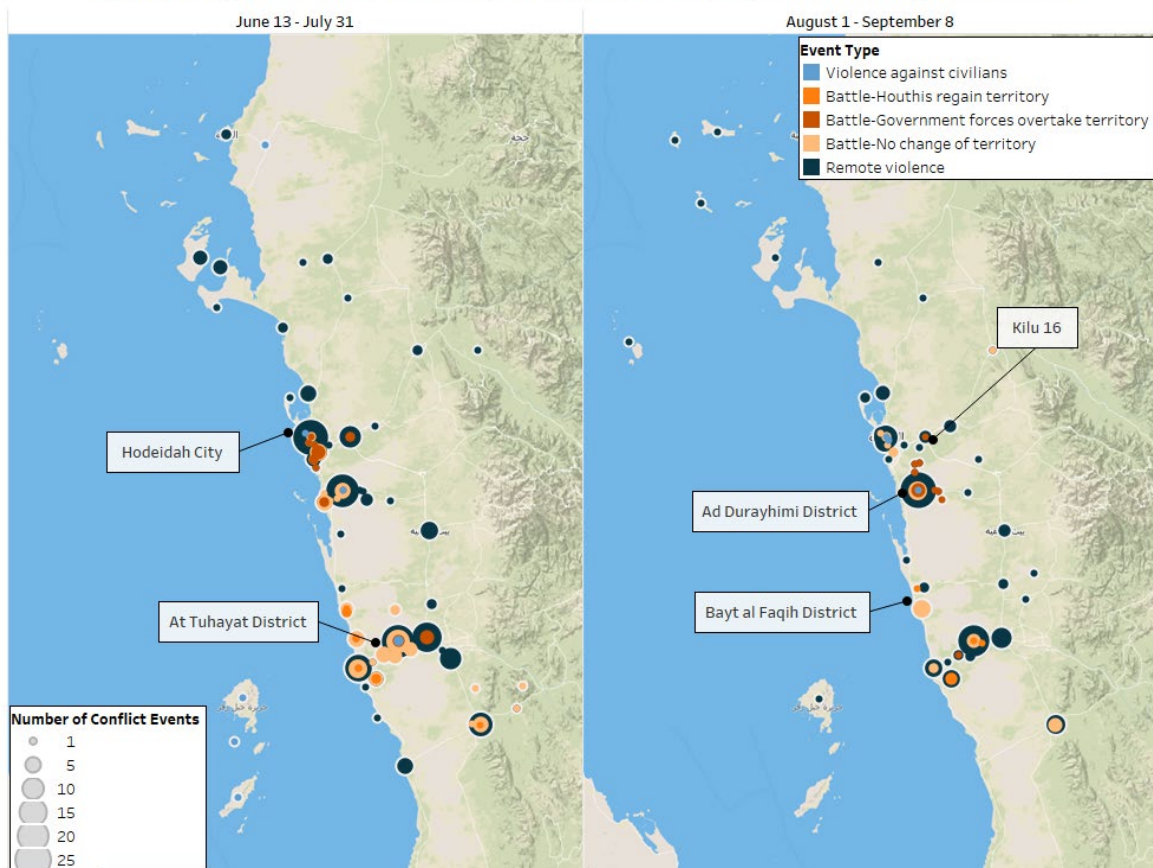 June 13 - July 31
August 1 - September 8
Event Type
Violence against civilians
Battle-Houthis regain territory
Battle-Government forces overtake territory
Battle-No change of territory
Remote violence
حجة
Kilu 16
Hodeidah City
Ad Durayhimi District
At Tuhayat District
Bayt al Faqih District
Number of Conflict Events
1
5
10
15
20
25